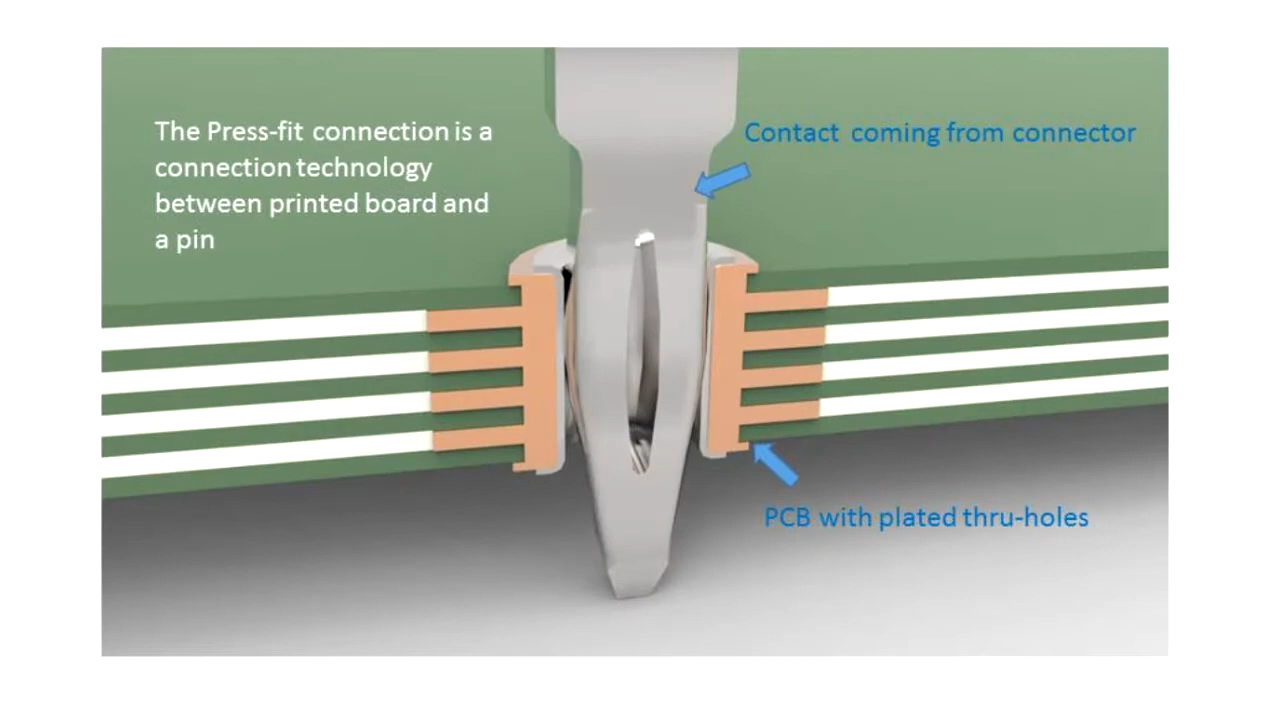 The Press-fit connection is a
connection technology
between printed board and
a pin
Contact coming from connector
PCB with plated thru-holes